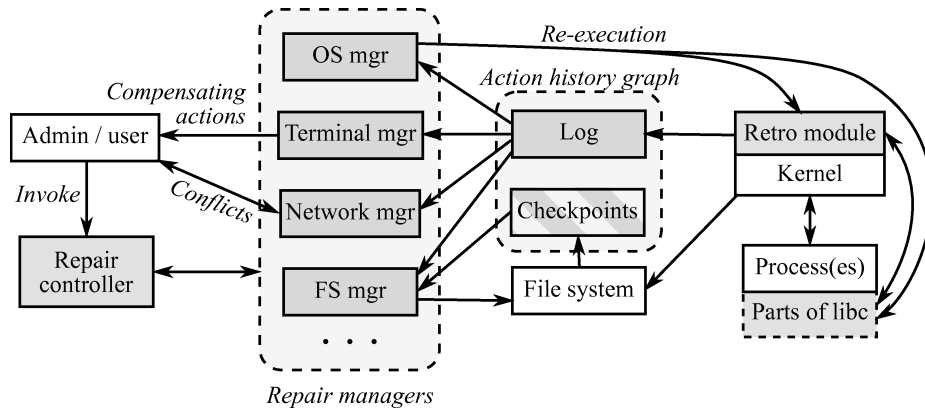 Re-execution
OS mgr
Action history graph
Compensating
actions
Admin / user
Terminal mgr
Log
Retro module
Kernel
Invoke
Conflicts
Network mgr
Checkpoints
Repair
controller
FS mgr
File system
Process(es)
Parts of libc
. . .
Repair managers